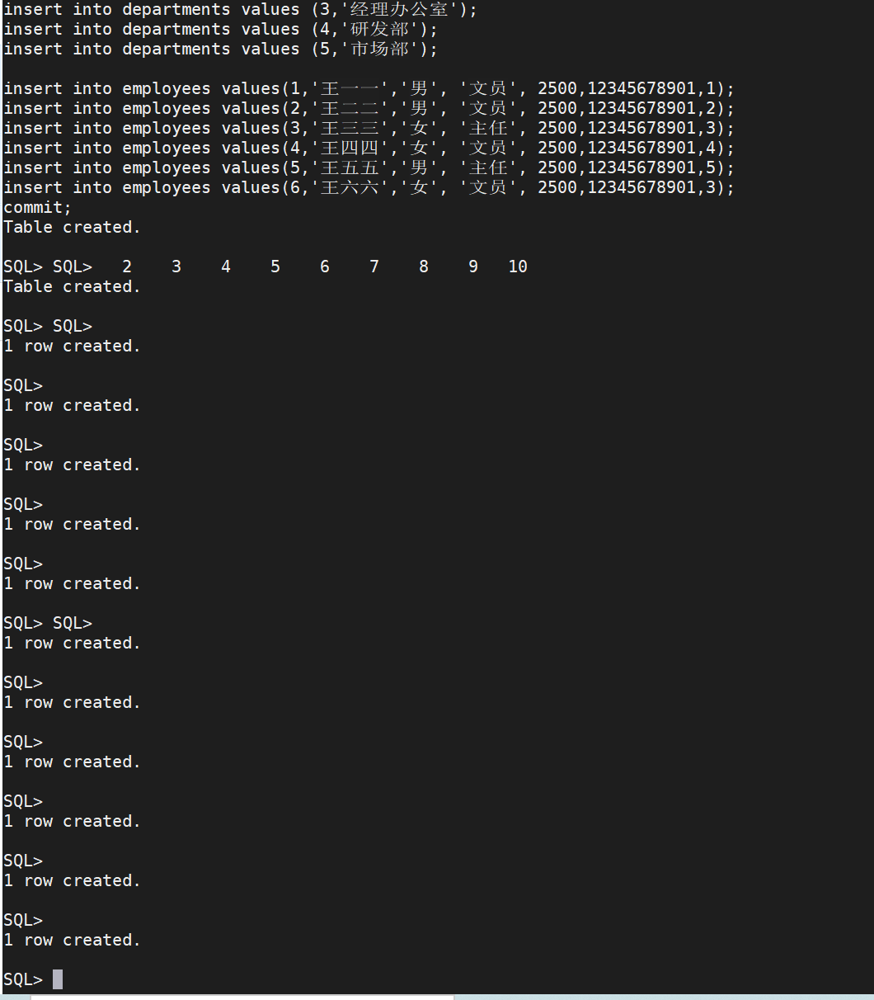 insert into departments values (3,'经理办公室');
insert into departments values (4,'研发部');
insert into departments values (5,'市场部');
insert into employees values(1,'王一一','男', '文员', 2500,12345678901,1);
insert into employees values(2,'王二二','男', '文员', 2500,12345678901,2);
insert into employees values(3,'王三三','女', '主任', 2500,12345678901,3);
insert into employees values(4,'王四四','女', '文员', 2500,12345678901,4);
insert into employees values(5,'王五五','男', '主任', 2500,12345678901,5);
insert into employees values(6,'王六六','女', '文员', 2500,12345678901,3);
commit;
Table created.
SQL> SQL>   2    3    4    5    6    7    8    9   10
Table created.
SQL> SQL>
1 row created.
SQL>
1 row created.
SQL>
1 row created.
SQL>
1 row created.
SQL>
1 row created.
SQL> SQL>
1 row created.
SQL>
1 row created.
SQL>
1 row created.
SQL>
1 row created.
SQL>
1 row created.
SQL>
1 row created.
SQL>